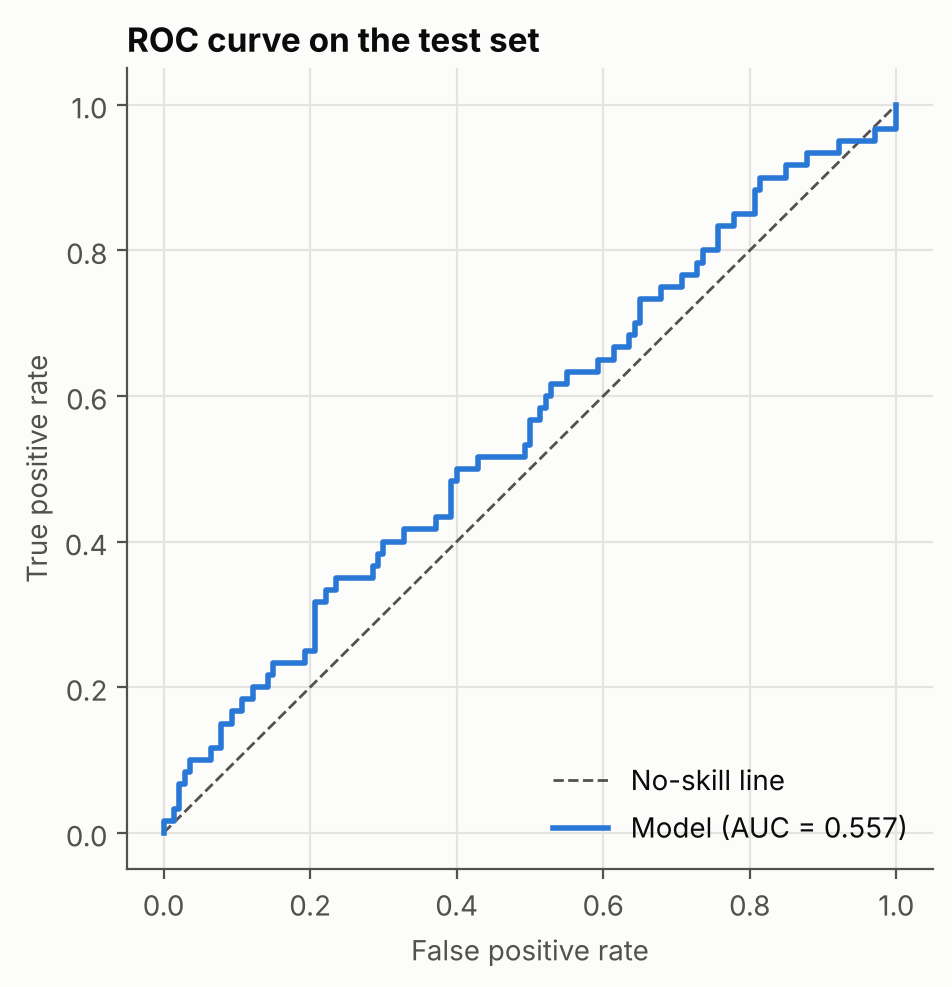 ROC curve on the test set
True positive rate
1.0
0.8
0.6
0.4
0.2
0.0
No-skill line
Model (AUC = 0.557)
0.0 0.2 0.4 0.6 0.8 1.0
False positive rate